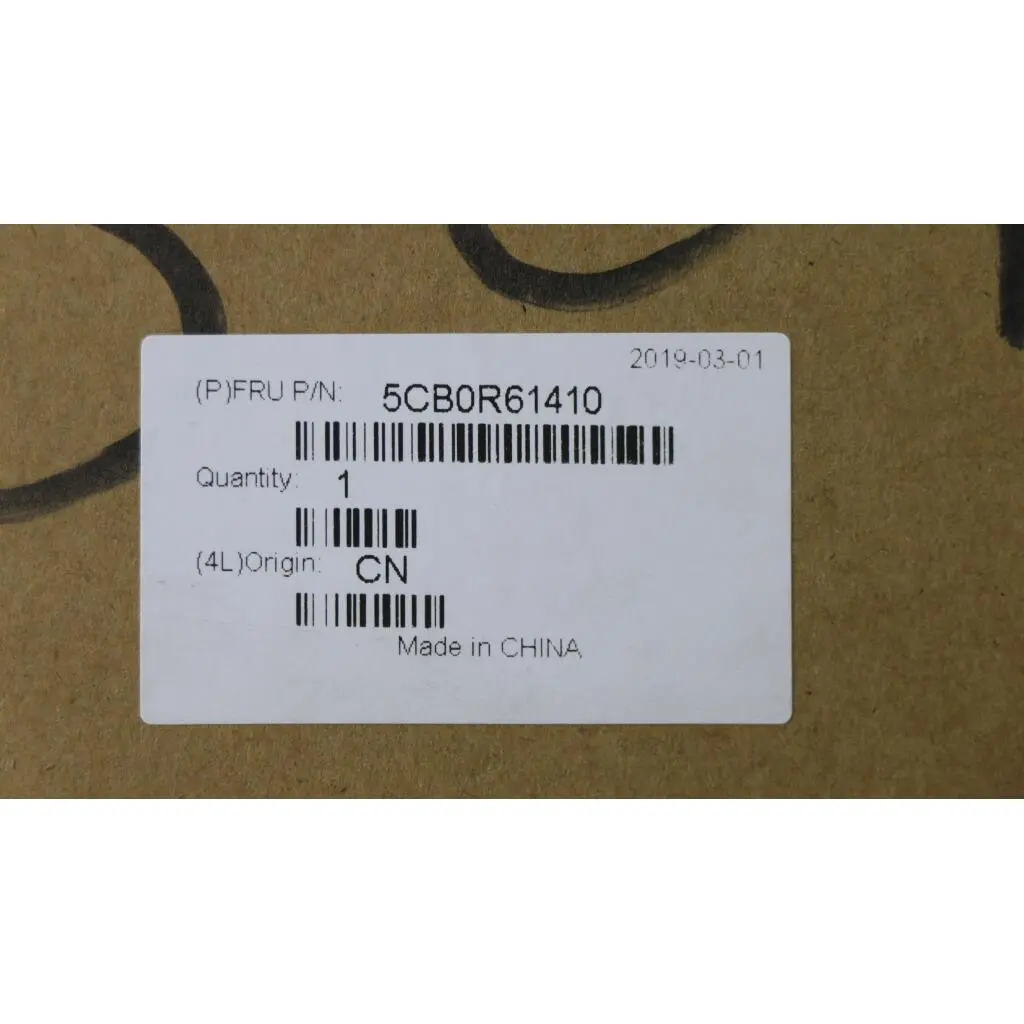 2019-03-01
(P)FRU P/N: 5CB0R61410
Quantity: 1
(4L)Origin: CN
Made in CHINA